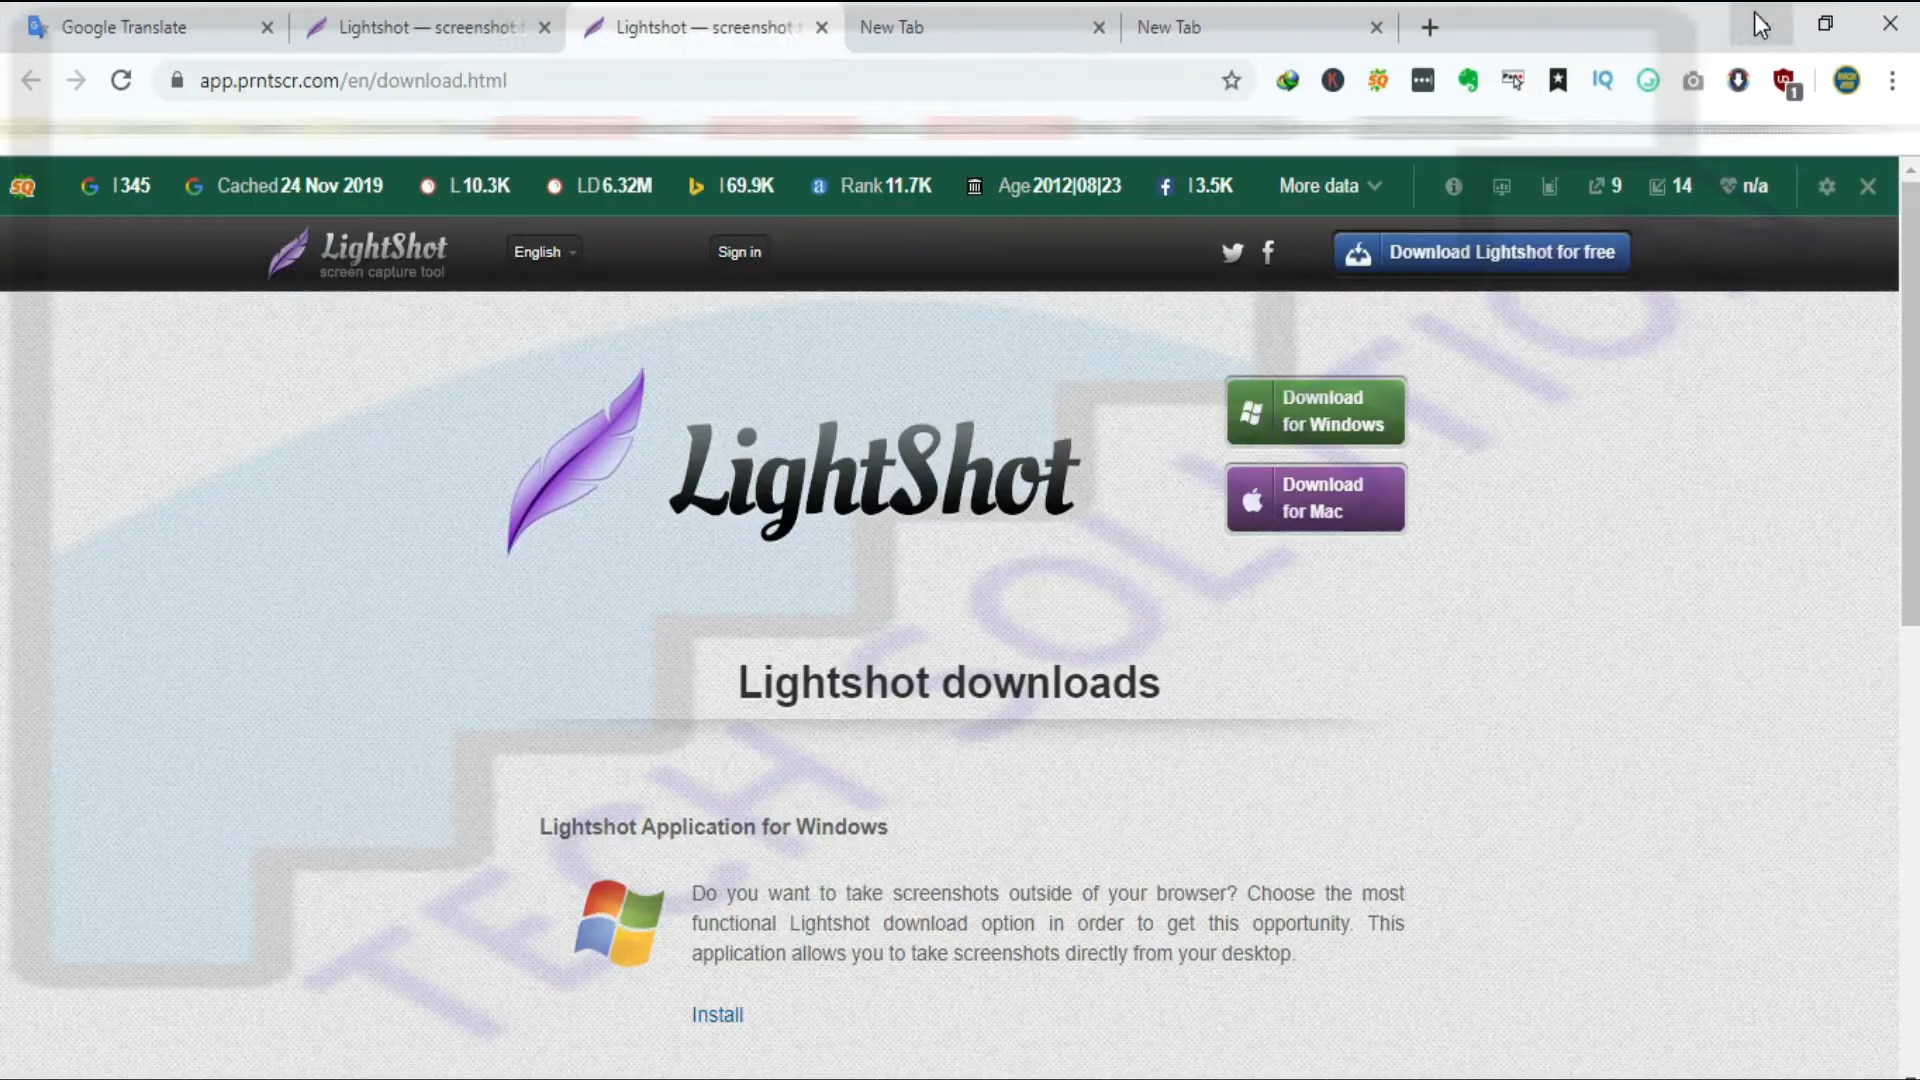 Google Translate
Lightshot — screenshot
Lightshot — screenshot
New Tab
New Tab
app.prntscr.com/en/download.html
1
SQ I 345 Cached 24 Nov 2019 L 10.3K LD 6.32M I 69.9K Rank 11.7K Age 2012|08|23 I 3.5K More data 9 14 n/a
LightShot
screen capture tool
English
Sign in
Download Lightshot for free
LightShot
Download
for Windows
Download
for Mac
Lightshot downloads
Lightshot Application for Windows
Do you want to take screenshots outside of your browser? Choose the most
functional Lightshot download option in order to get this opportunity. This
application allows you to take screenshots directly from your desktop.
Install
TECH SOLUTION